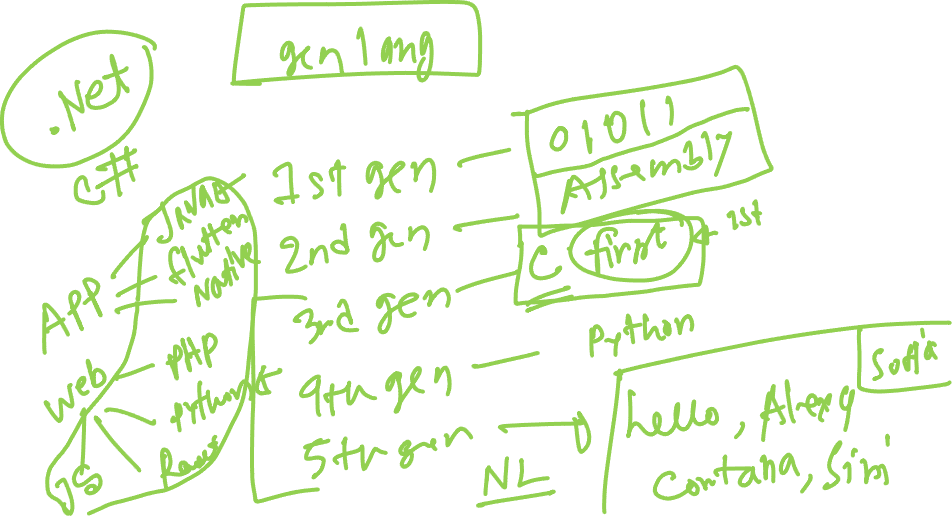 gen lang
.Net
C#
1st gen
01011
Assembly
2nd gen
C first
1st
3rd gen
4th gen
Python
5th gen
NL
hello, Alexa
Contana, Siri
Sofia
App
JAVA
flutter
Native
Web
PHP
Python
JS